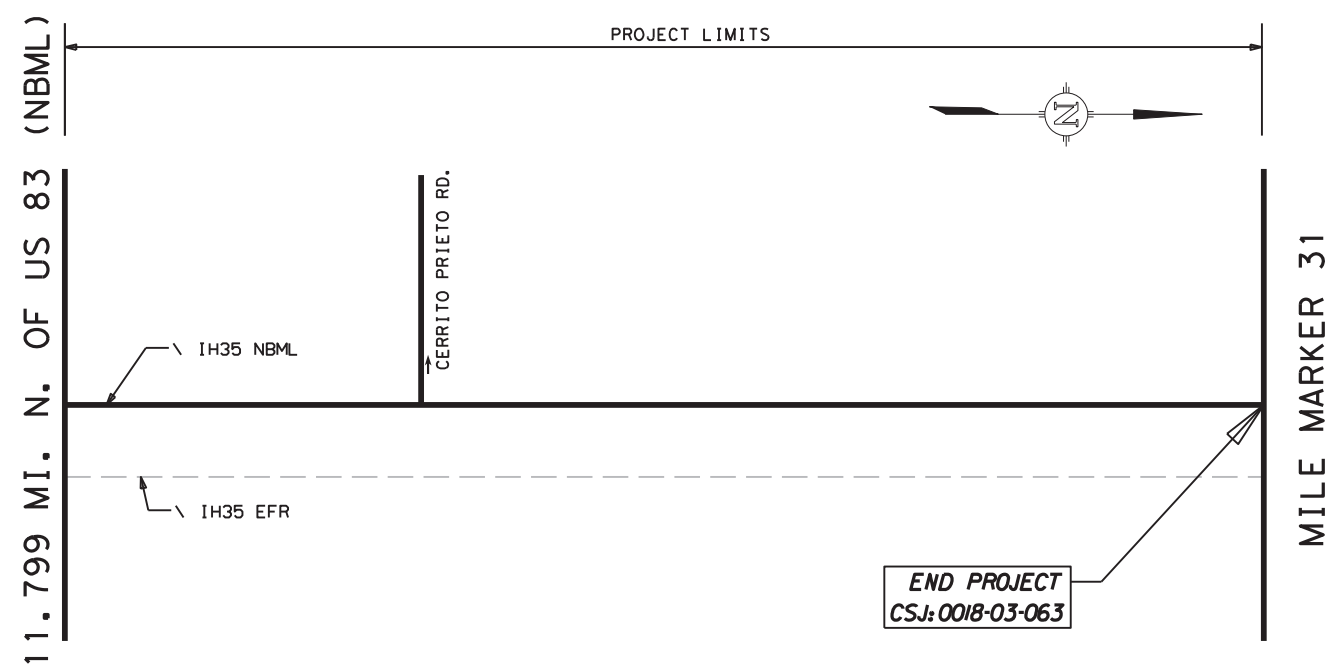 PROJECT LIMITS
N
11.799 MI. N. OF US 83 (NBML)
CERRITO PRIETO RD.
MILE MARKER 31
\ IH35 NBML
\ IH35 EFR
END PROJECT
CSJ:0018-03-063